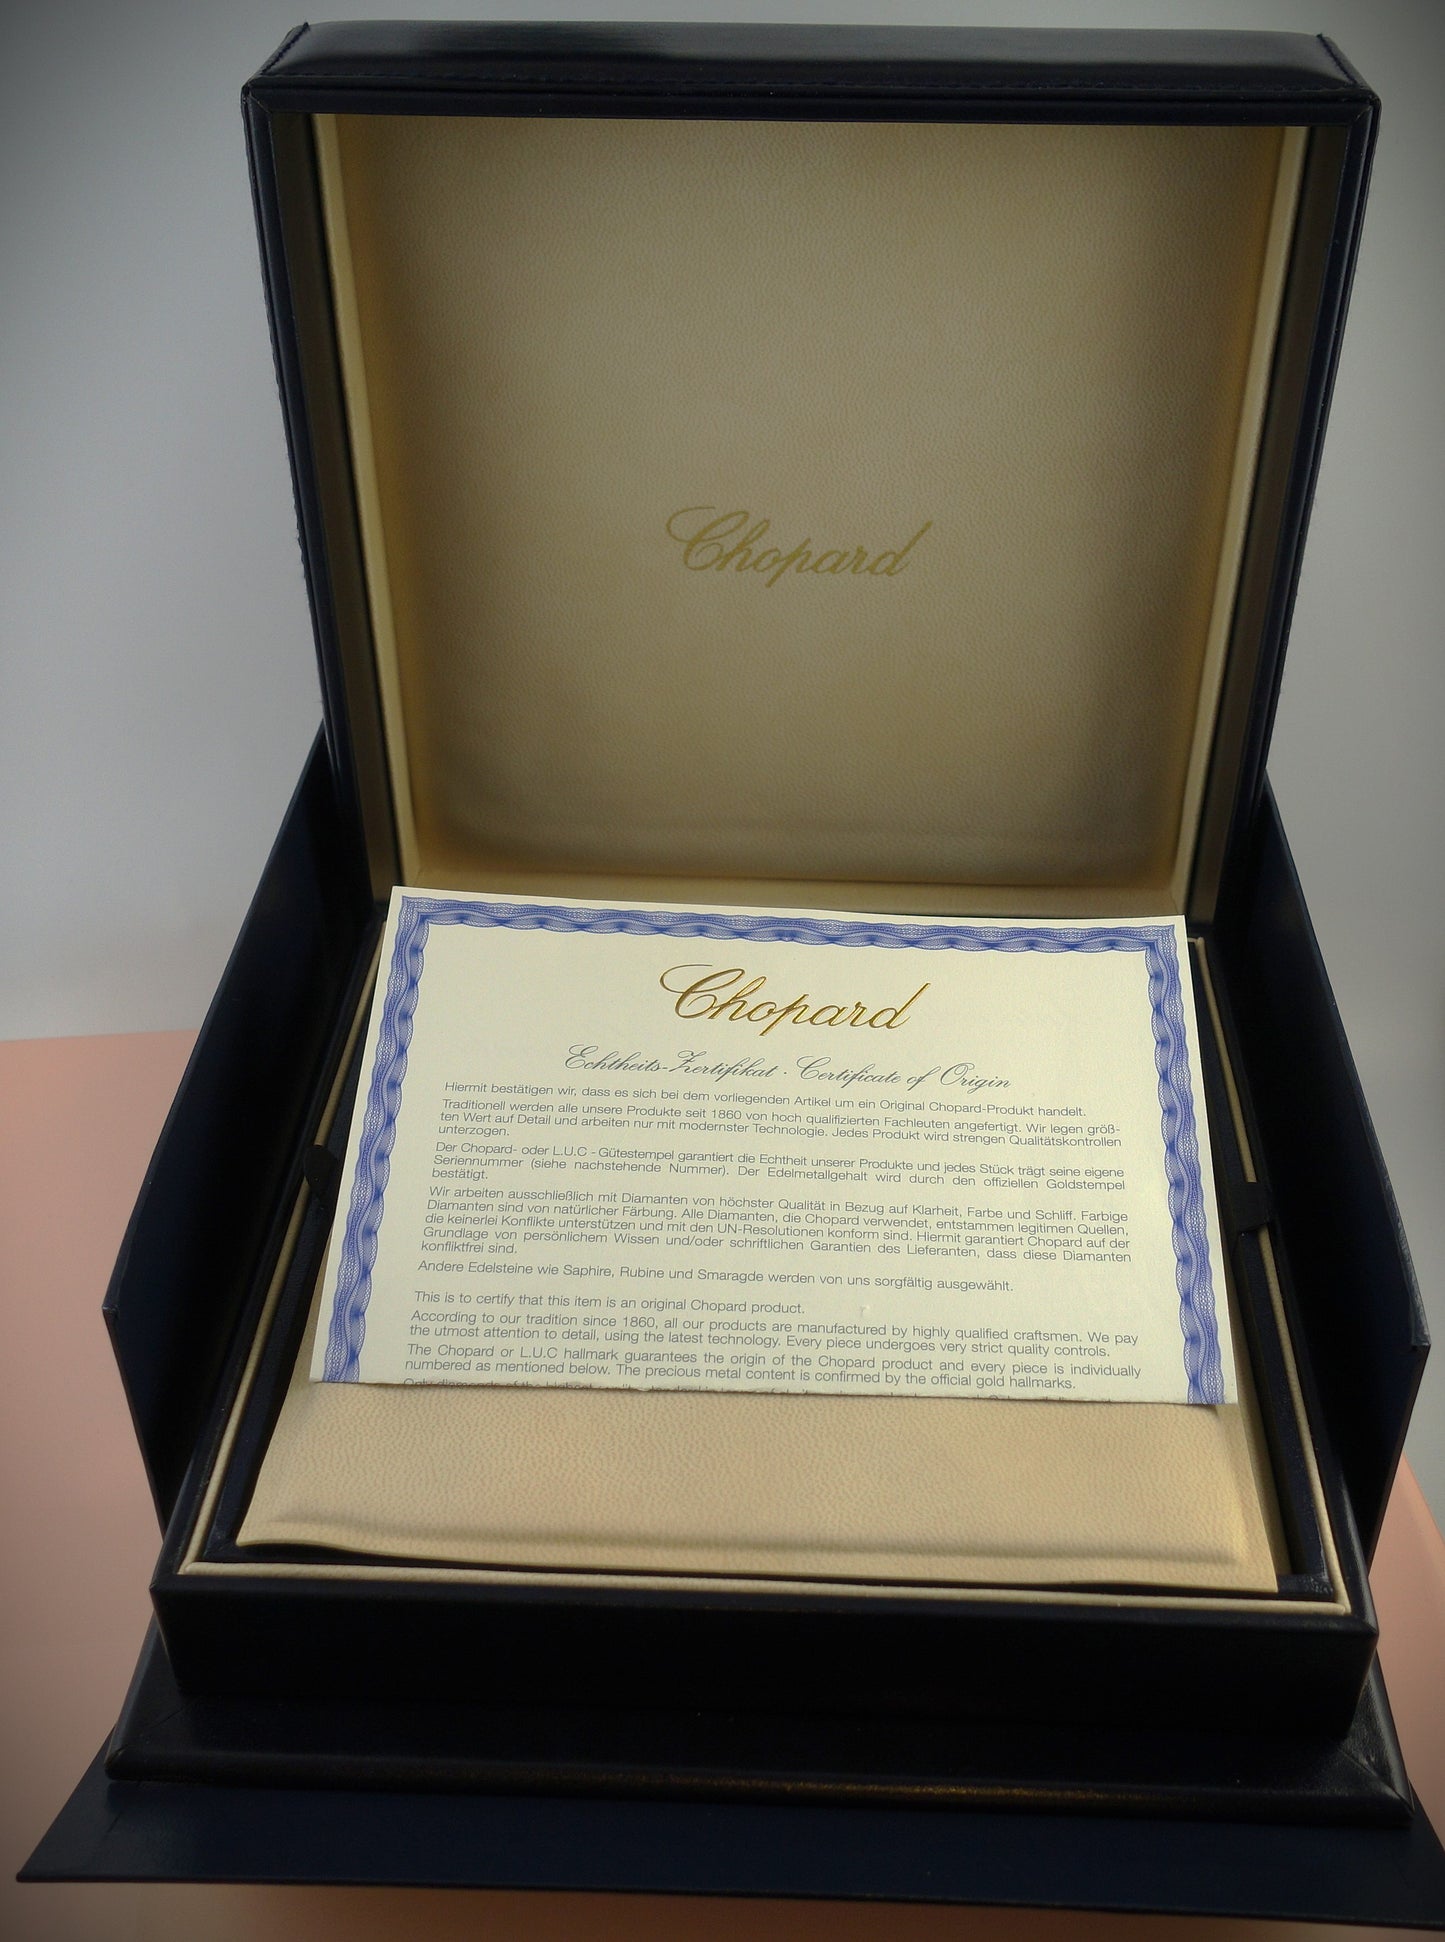 Chopard
Chopard
Echtheits-Zertifikat · Certificate of Origin
Hiermit bestätigen wir, dass es sich bei dem vorliegenden Artikel um ein Original Chopard-Produkt handelt.
Traditionell werden alle unsere Produkte seit 1860 von hoch qualifizierten Fachleuten angefertigt. Wir legen größ-
ten Wert auf Detail und arbeiten nur mit modernster Technologie. Jedes Produkt wird strengen Qualitätskontrollen
unterzogen.
Der Chopard- oder L.U.C - Gütestempel garantiert die Echtheit unserer Produkte und jedes Stück trägt seine eigene
Seriennummer (siehe nachstehende Nummer). Der Edelmetallgehalt wird durch den offiziellen Goldstempel
bestätigt.
Wir arbeiten ausschließlich mit Diamanten von höchster Qualität in Bezug auf Klarheit, Farbe und Schliff. Farbige
Diamanten sind von natürlicher Färbung. Alle Diamanten, die Chopard verwendet, entstammen legitimen Quellen,
die keinerlei Konflikte unterstützen und mit den UN-Resolutionen konform sind. Hiermit garantiert Chopard auf der
Grundlage von persönlichem Wissen und/oder schriftlichen Garantien des Lieferanten, dass diese Diamanten
konfliktfrei sind.
Andere Edelsteine wie Saphire, Rubine und Smaragde werden von uns sorgfältig ausgewählt.
This is to certify that this item is an original Chopard product.
According to our tradition since 1860, all our products are manufactured by highly qualified craftsmen. We pay
the utmost attention to detail, using the latest technology. Every piece undergoes very strict quality controls.
The Chopard or L.U.C hallmark guarantees the origin of the Chopard product and every piece is individually
numbered as mentioned below. The precious metal content is confirmed by the official gold hallmarks.
Only diamonds of the highest quality